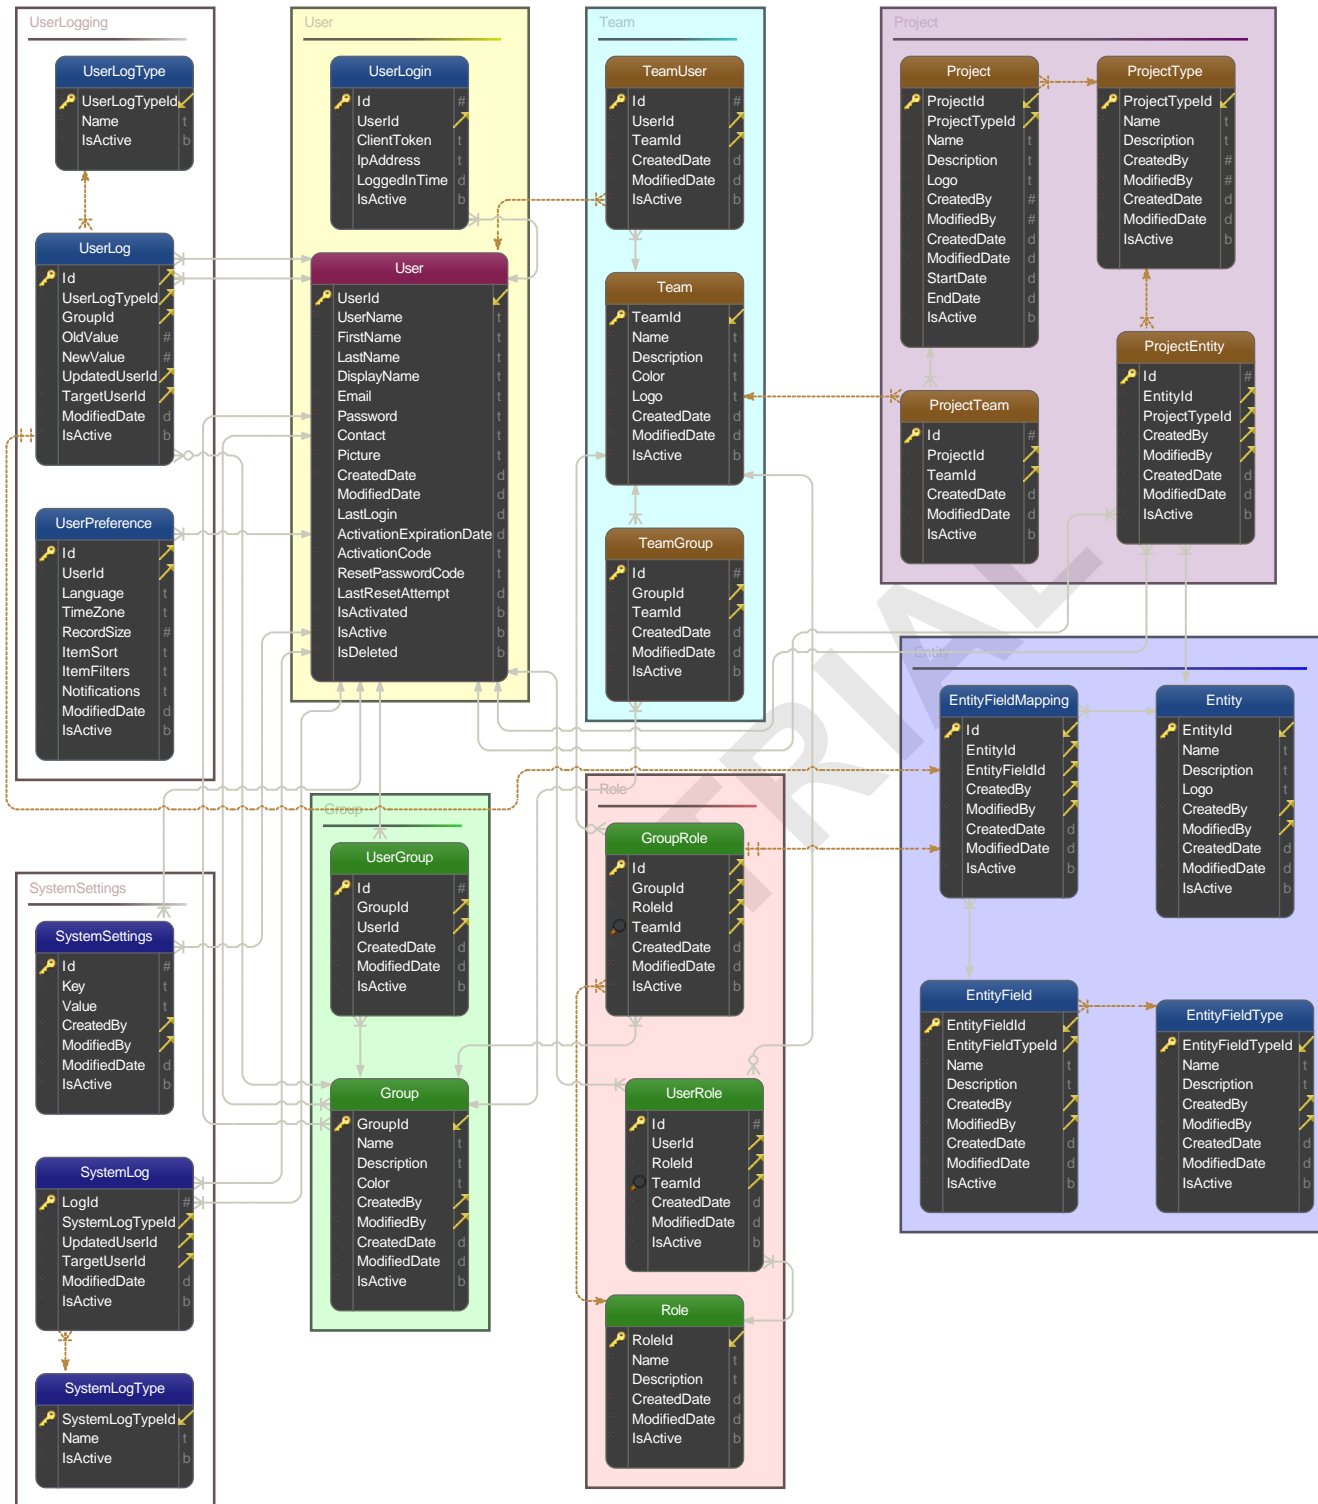 UserLogging
UserLogType
UserLogTypeId
Name t
IsActive b
UserLog
Id
UserLogTypeId
GroupId
OldValue #
NewValue #
UpdatedUserId
TargetUserId
ModifiedDate d
IsActive b
UserPreference
Id
UserId
Language t
TimeZone t
RecordSize #
ItemSort t
ItemFilters t
Notifications t
ModifiedDate d
IsActive b
SystemSettings
SystemSettings
Id #
Key t
Value t
CreatedBy
ModifiedBy
ModifiedDate d
IsActive b
SystemLog
LogId #
SystemLogTypeId
UpdatedUserId
TargetUserId
ModifiedDate d
IsActive b
SystemLogType
SystemLogTypeId
Name t
IsActive b
User
UserLogin
Id #
UserId
ClientToken t
IpAddress t
LoggedInTime d
IsActive b
User
UserId
UserName t
FirstName t
LastName t
DisplayName t
Email t
Password t
Contact t
Picture t
CreatedDate d
ModifiedDate d
LastLogin d
ActivationExpirationDate d
ActivationCode t
ResetPasswordCode t
LastResetAttempt d
IsActivated b
IsActive b
IsDeleted b
Group
UserGroup
Id #
GroupId
UserId
CreatedDate d
ModifiedDate d
IsActive b
Group
GroupId
Name t
Description t
Color t
CreatedBy
ModifiedBy
CreatedDate d
ModifiedDate d
IsActive b
Team
TeamUser
Id #
UserId
TeamId
CreatedDate d
ModifiedDate d
IsActive b
Team
TeamId
Name t
Description t
Color t
Logo t
CreatedDate d
ModifiedDate d
IsActive b
TeamGroup
Id #
GroupId
TeamId
CreatedDate d
ModifiedDate d
IsActive b
Role
GroupRole
Id
GroupId
RoleId
TeamId
CreatedDate d
ModifiedDate d
IsActive b
UserRole
Id #
UserId
RoleId
TeamId
CreatedDate d
ModifiedDate d
IsActive b
Role
RoleId
Name t
Description t
CreatedDate d
ModifiedDate d
IsActive b
Project
Project
ProjectId
ProjectTypeId
Name t
Description t
Logo t
CreatedBy #
ModifiedBy #
CreatedDate d
ModifiedDate d
StartDate d
EndDate d
IsActive b
ProjectType
ProjectTypeId
Name t
Description t
CreatedBy #
ModifiedBy #
CreatedDate d
ModifiedDate d
IsActive b
ProjectTeam
Id #
ProjectId
TeamId
CreatedDate d
ModifiedDate d
IsActive b
ProjectEntity
Id #
EntityId
ProjectTypeId
CreatedBy
ModifiedBy
CreatedDate d
ModifiedDate d
IsActive b
Entity
EntityFieldMapping
Id
EntityId
EntityFieldId
CreatedBy
ModifiedBy
CreatedDate d
ModifiedDate d
IsActive b
Entity
EntityId
Name t
Description t
Logo t
CreatedBy
ModifiedBy
CreatedDate d
ModifiedDate d
IsActive b
EntityField
EntityFieldId
EntityFieldTypeId
Name t
Description t
CreatedBy
ModifiedBy
CreatedDate d
ModifiedDate d
IsActive b
EntityFieldType
EntityFieldTypeId
Name t
Description t
CreatedBy
ModifiedBy
CreatedDate d
ModifiedDate d
IsActive b
TRIAL